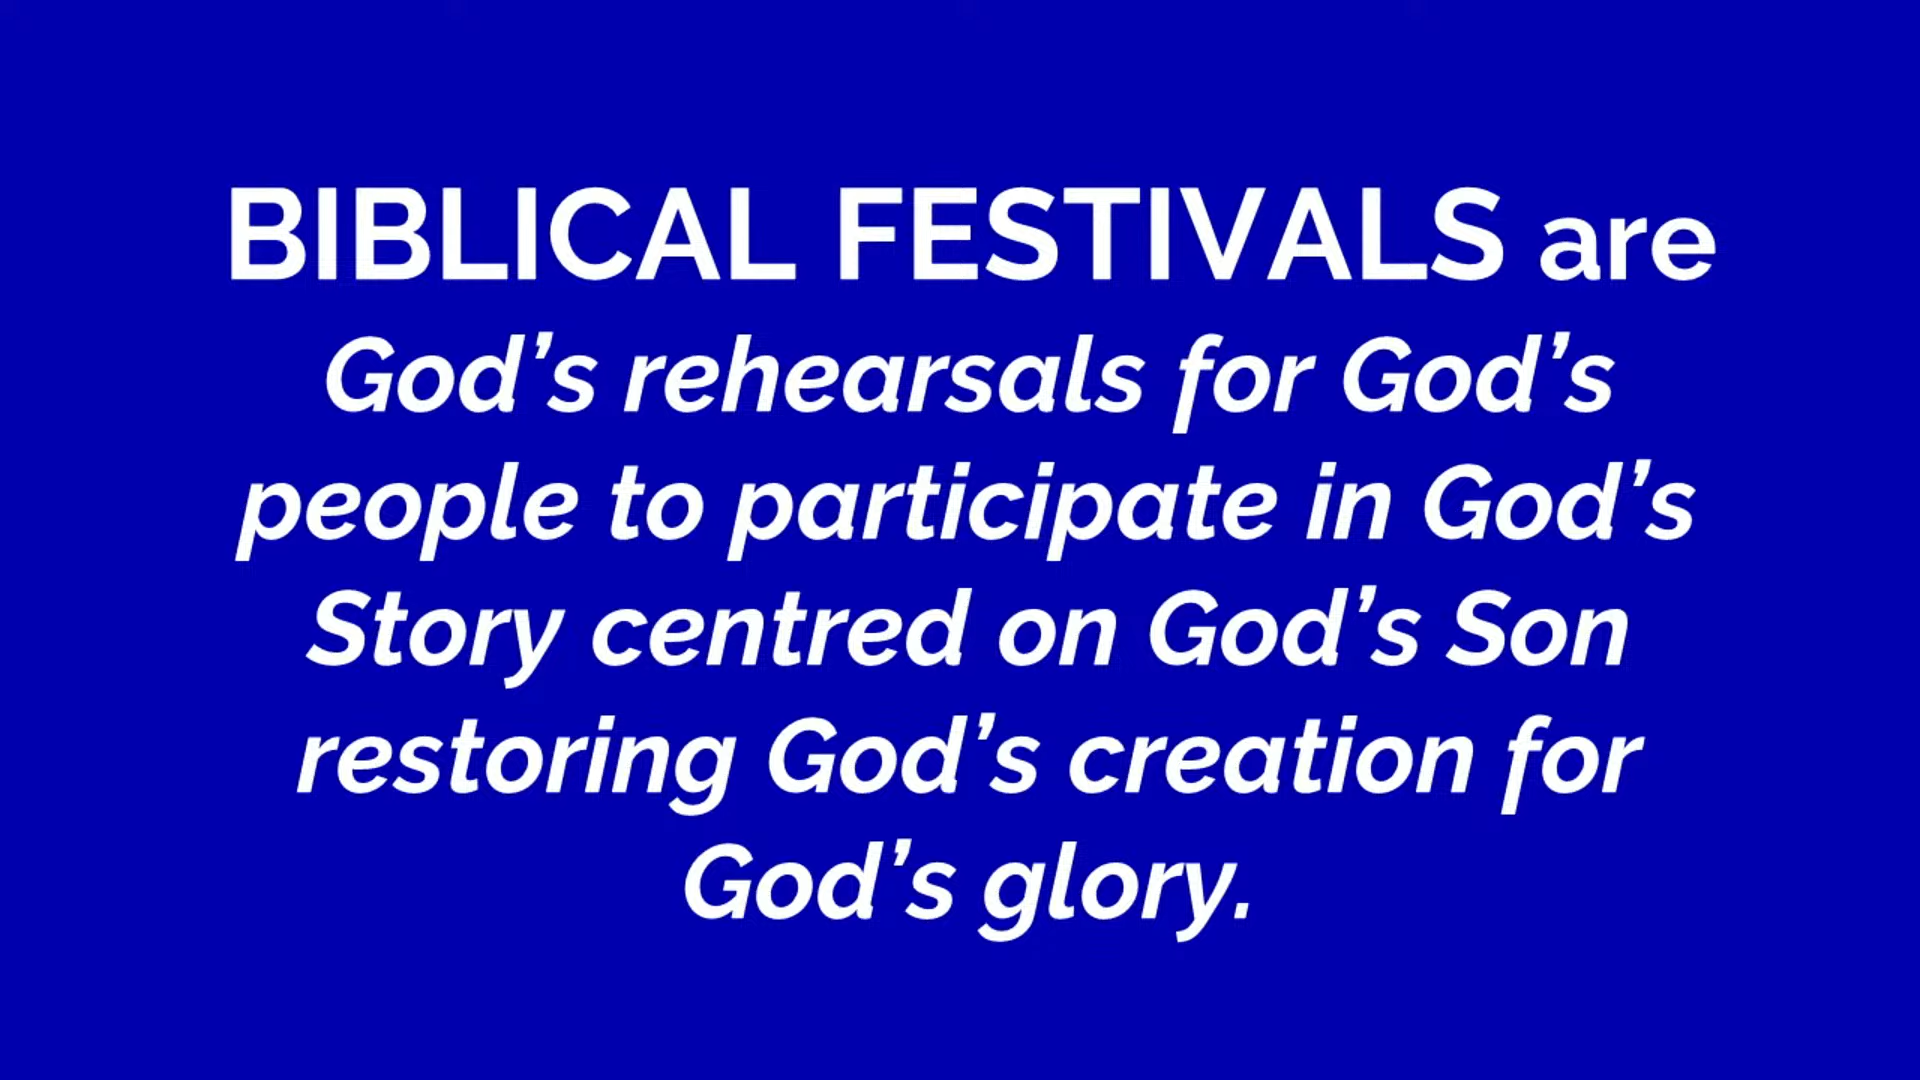 BIBLICAL FESTIVALS are
God’s rehearsals for God’s
people to participate in God’s
Story centred on God’s Son
restoring God’s creation for
God’s glory.